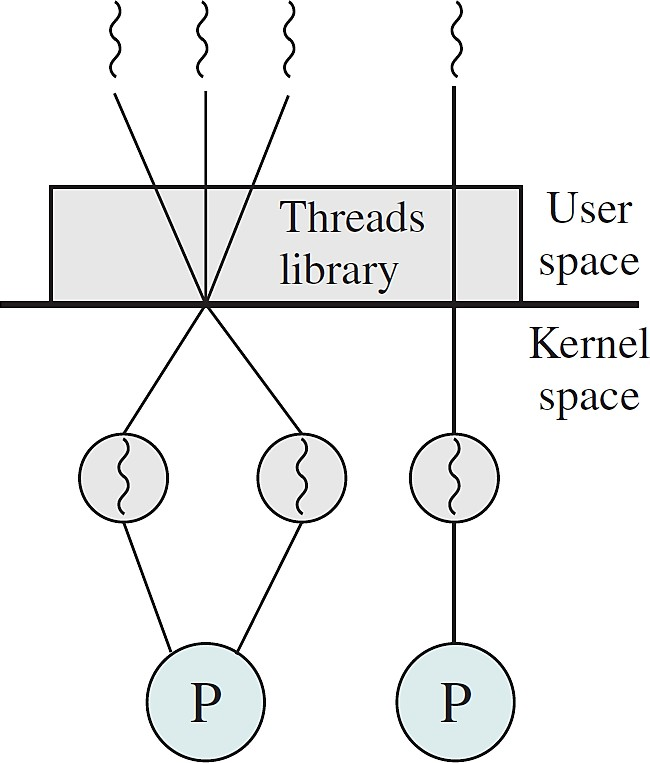 Threads
library
User
space
Kernel
space
P
P